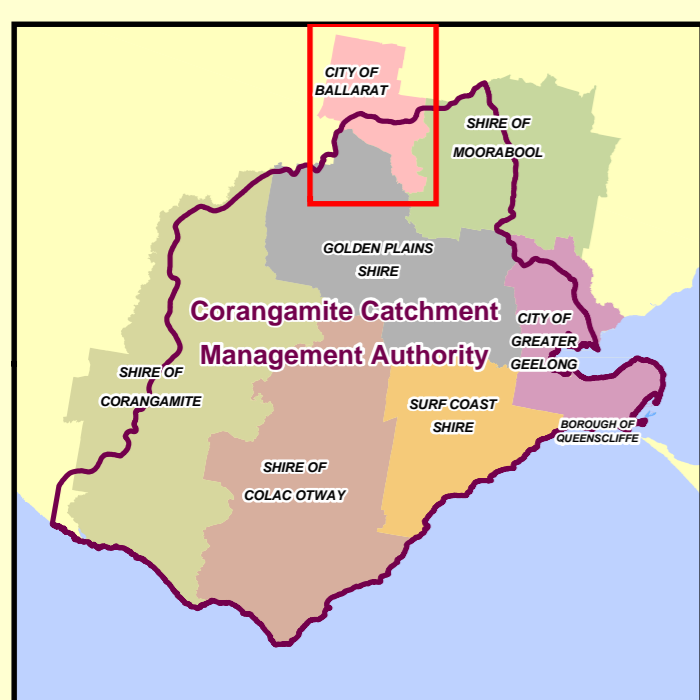 CITY OF
BALLARAT
SHIRE OF
MOORABOOL
GOLDEN PLAINS
SHIRE
Corangamite Catchment
Management Authority
CITY OF
GREATER
GEELONG
SHIRE OF
CORANGAMITE
SURF COAST
SHIRE
BOROUGH OF
QUEENSCLIFFE
SHIRE OF
COLAC OTWAY